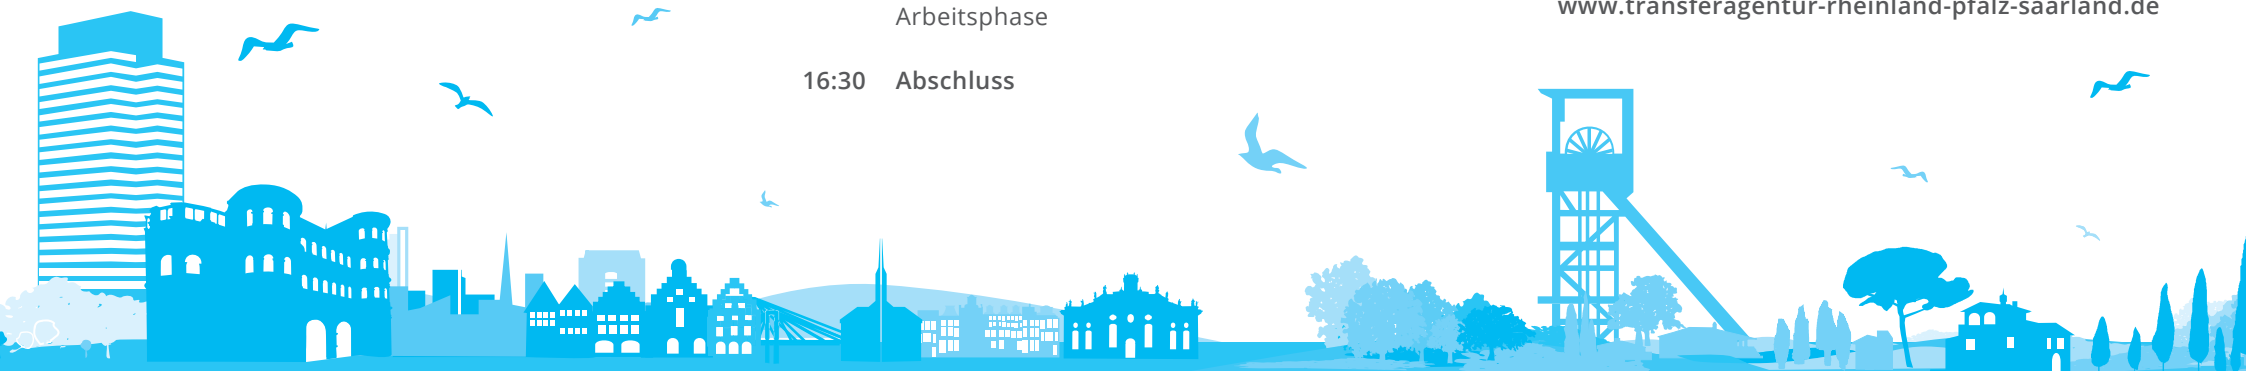 Arbeitsphase
16:30 Abschluss
www.transferagentur-rheinland-pfalz-saarland.de